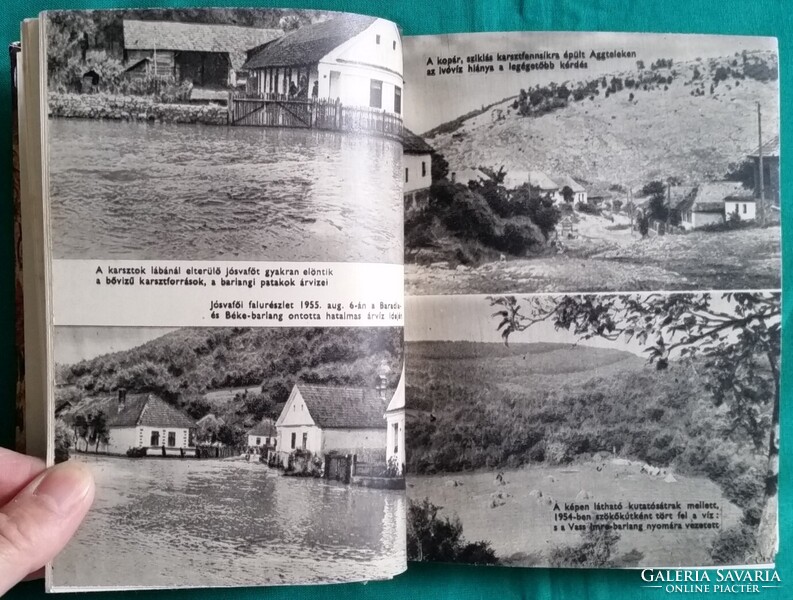 A karsztok lábánál elterülő jósvafőt gyakran elöntik
a bővizű karsztforrások, a barlangi patakok árvizei
Jósvafői falurészlet 1955. aug. 6-án a Baradla-
és Béke-barlang ontotta hatalmas árvíz idején
A kopár, sziklás karsztfennsíkra épült Aggteleken
az ivóvíz hiánya a legégetőbb kérdés
A képen látható kutatósátrak mellett,
1954-ben szökőkútként tört fel a víz:
s a Vass Imre-barlang nyomára vezetett
GALERIA SAVARIA
ONLINE PIACTÉR